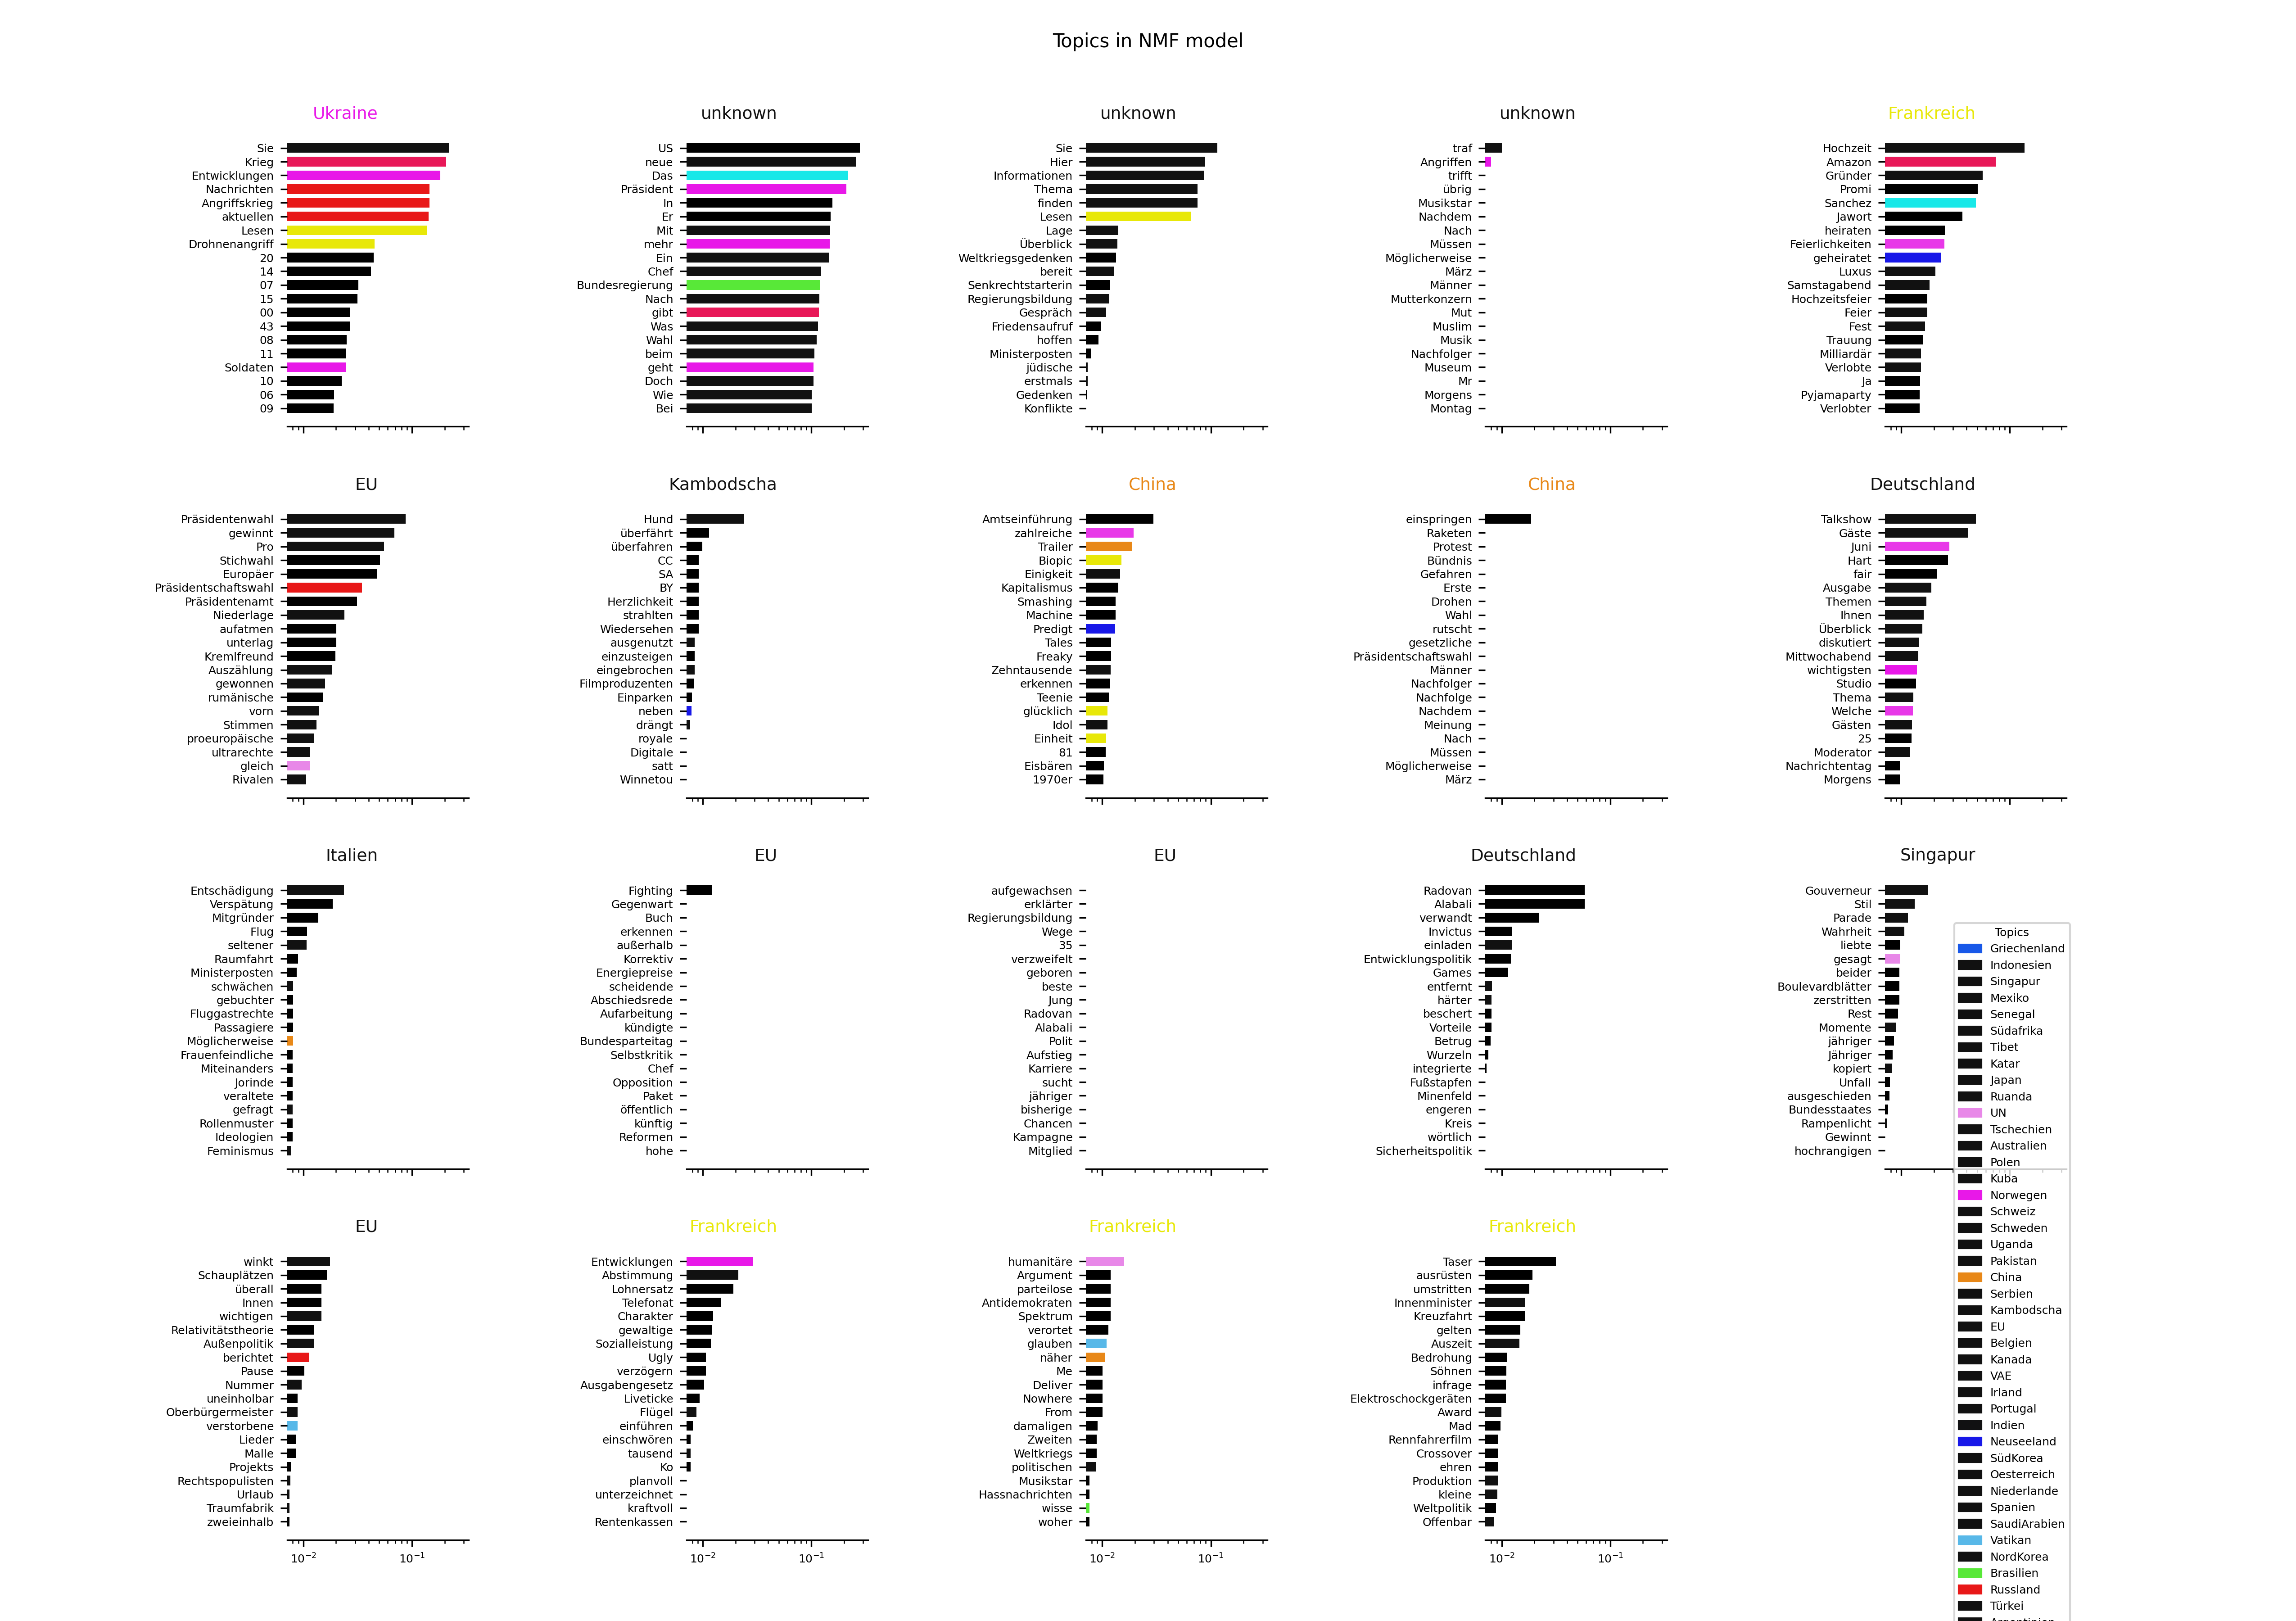 Topics in NMF model
Ukraine
Sie
Krieg
Entwicklungen
Nachrichten
Angriffskrieg
aktuellen
Lesen
Drohnenangriff
20
14
07
15
00
43
08
11
Soldaten
10
06
09
unknown
US
neue
Das
Präsident
In
Er
Mit
mehr
Ein
Chef
Bundesregierung
Nach
gibt
Was
Wahl
beim
geht
Doch
Wie
Bei
unknown
Sie
Hier
Informationen
Thema
finden
Lesen
Lage
Überblick
Weltkriegsgedenken
bereit
Senkrechtstarterin
Regierungsbildung
Gespräch
Friedensaufruf
hoffen
Ministerposten
jüdische
erstmals
Gedenken
Konflikte
unknown
traf
Angriffen
trifft
übrig
Musikstar
Nachdem
Nach
Müssen
Möglicherweise
März
Männer
Mutterkonzern
Mut
Muslim
Musik
Nachfolger
Museum
Mr
Morgens
Montag
Frankreich
Hochzeit
Amazon
Gründer
Promi
Sanchez
Jawort
heiraten
Feierlichkeiten
geheiratet
Luxus
Samstagabend
Hochzeitsfeier
Feier
Fest
Trauung
Milliardär
Verlobte
Ja
Pyjamaparty
Verlobter
EU
Präsidentenwahl
gewinnt
Pro
Stichwahl
Europäer
Präsidentschaftswahl
Präsidentenamt
Niederlage
aufatmen
unterlag
Kremlfreund
Auszählung
gewonnen
rumänische
vorn
Stimmen
proeuropäische
ultrarechte
gleich
Rivalen
Kambodscha
Hund
überfährt
überfahren
CC
SA
BY
Herzlichkeit
strahlten
Wiedersehen
ausgenutzt
einzusteigen
eingebrochen
Filmproduzenten
Einparken
neben
drängt
royale
Digitale
satt
Winnetou
China
Amtseinführung
zahlreiche
Trailer
Biopic
Einigkeit
Kapitalismus
Smashing
Machine
Predigt
Tales
Freaky
Zehntausende
erkennen
Teenie
glücklich
Idol
Einheit
81
Eisbären
1970er
China
einspringen
Raketen
Protest
Bündnis
Gefahren
Erste
Drohen
Wahl
rutscht
gesetzliche
Präsidentschaftswahl
Männer
Nachfolger
Nachfolge
Nachdem
Meinung
Nach
Müssen
Möglicherweise
März
Deutschland
Talkshow
Gäste
Juni
Hart
fair
Ausgabe
Themen
Ihnen
Überblick
diskutiert
Mittwochabend
wichtigsten
Studio
Thema
Welche
Gästen
25
Moderator
Nachrichtentag
Morgens
Italien
Entschädigung
Verspätung
Mitgründer
Flug
seltener
Raumfahrt
Ministerposten
schwächen
gebuchter
Fluggastrechte
Passagiere
Möglicherweise
Frauenfeindliche
Miteinanders
Jorinde
veraltete
gefragt
Rollenmuster
Ideologien
Feminismus
EU
Fighting
Gegenwart
Buch
erkennen
außerhalb
Korrektiv
Energiepreise
scheidende
Abschiedsrede
Aufarbeitung
kündigte
Bundesparteitag
Selbstkritik
Chef
Opposition
Paket
öffentlich
künftig
Reformen
hohe
EU
aufgewachsen
erklärter
Regierungsbildung
Wege
35
verzweifelt
geboren
beste
Jung
Radovan
Alabali
Polit
Aufstieg
Karriere
sucht
jähriger
bisherige
Chancen
Kampagne
Mitglied
Deutschland
Radovan
Alabali
verwandt
Invictus
einladen
Entwicklungspolitik
Games
entfernt
härter
beschert
Vorteile
Betrug
Wurzeln
integrierte
Fußstapfen
Minenfeld
engeren
Kreis
wörtlich
Sicherheitspolitik
Singapur
Gouverneur
Stil
Parade
Wahrheit
liebte
gesagt
beider
Boulevardblätter
zerstritten
Rest
Momente
jähriger
Jähriger
kopiert
Unfall
ausgeschieden
Bundesstaates
Rampenlicht
Gewinnt
hochrangigen
EU
winkt
Schauplätzen
überall
Innen
wichtigen
Relativitätstheorie
Außenpolitik
berichtet
Pause
Nummer
uneinholbar
Oberbürgermeister
verstorbene
Lieder
Malle
Projekts
Rechtspopulisten
Urlaub
Traumfabrik
zweieinhalb
10⁻² 10⁻¹
Frankreich
Entwicklungen
Abstimmung
Lohnersatz
Telefonat
Charakter
gewaltige
Sozialleistung
Ugly
verzögern
Ausgabengesetz
Liveticke
Flügel
einführen
einschwören
tausend
Ko
planvoll
unterzeichnet
kraftvoll
Rentenkassen
10⁻² 10⁻¹
Frankreich
humanitäre
Argument
parteilose
Antidemokraten
Spektrum
verortet
glauben
näher
Me
Deliver
Nowhere
From
damaligen
Zweiten
Weltkriegs
politischen
Musikstar
Hassnachrichten
wisse
woher
10⁻² 10⁻¹
Frankreich
Taser
ausrüsten
umstritten
Innenminister
Kreuzfahrt
gelten
Auszeit
Bedrohung
Söhnen
infrage
Elektroschockgeräten
Award
Mad
Rennfahrerfilm
Crossover
ehren
Produktion
kleine
Weltpolitik
Offenbar
10⁻² 10⁻¹
Topics
Griechenland
Indonesien
Singapur
Mexiko
Senegal
Südafrika
Tibet
Katar
Japan
Ruanda
UN
Tschechien
Australien
Polen
Kuba
Norwegen
Schweiz
Schweden
Uganda
Pakistan
China
Serbien
Kambodscha
EU
Belgien
Kanada
VAE
Irland
Portugal
Indien
Neuseeland
SüdKorea
Oesterreich
Niederlande
Spanien
SaudiArabien
Vatikan
NordKorea
Brasilien
Russland
Türkei